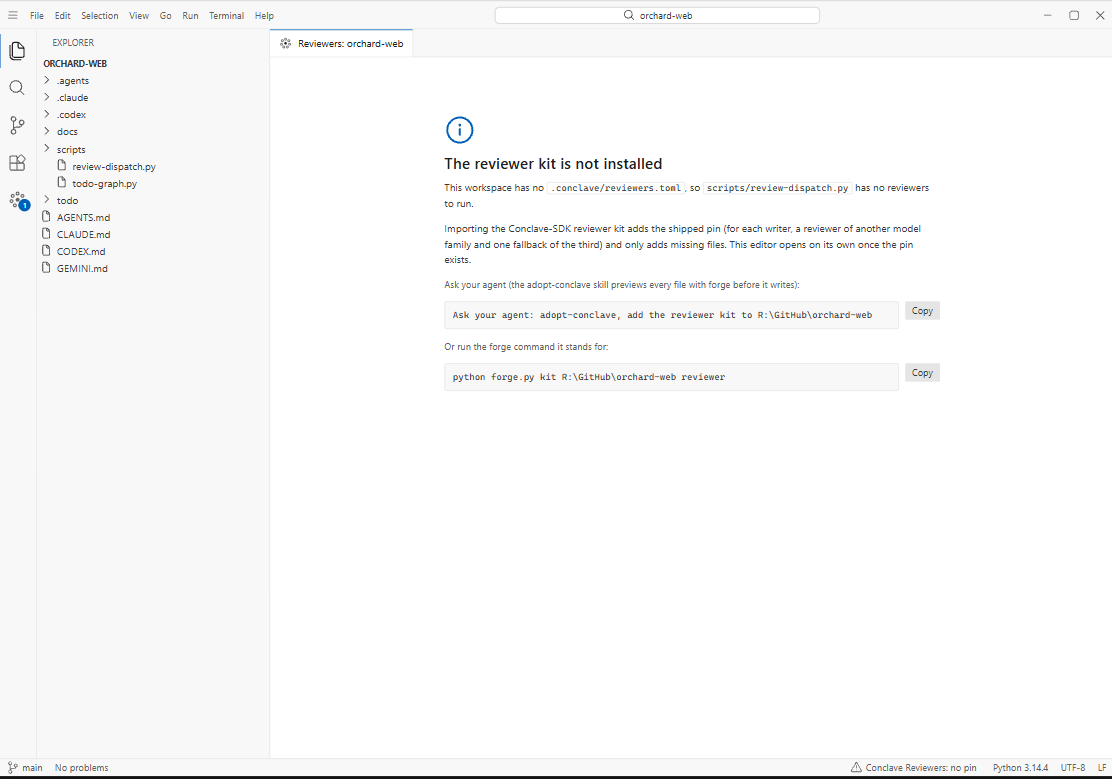 File Edit Selection View Go Run Terminal Help
orchard-web
EXPLORER
Reviewers: orchard-web
ORCHARD-WEB
.agents
.claude
.codex
docs
scripts
review-dispatch.py
todo-graph.py
todo
AGENTS.md
CLAUDE.md
CODEX.md
GEMINI.md
1
The reviewer kit is not installed
This workspace has no .conclave/reviewers.toml, so scripts/review-dispatch.py has no reviewers
to run.
Importing the Conclave-SDK reviewer kit adds the shipped pin (for each writer, a reviewer of another model
family and one fallback of the third) and only adds missing files. This editor opens on its own once the pin
exists.
Ask your agent (the adopt-conclave skill previews every file with forge before it writes):
Ask your agent: adopt-conclave, add the reviewer kit to R:\GitHub\orchard-web
Copy
Or run the forge command it stands for:
python forge.py kit R:\GitHub\orchard-web reviewer
Copy
main No problems
Conclave Reviewers: no pin Python 3.14.4 UTF-8 LF